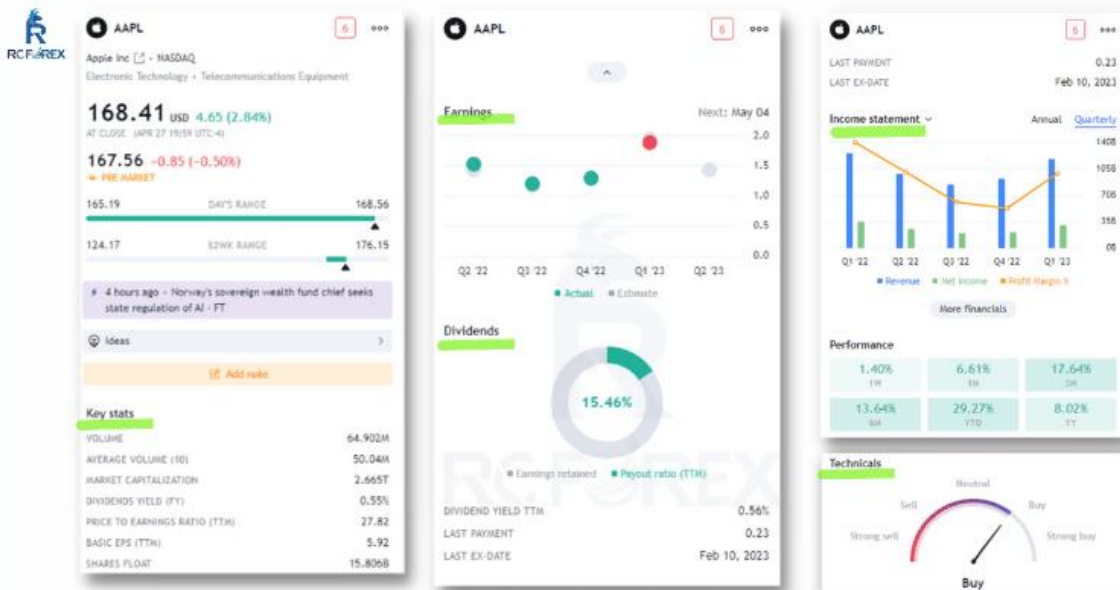 RC FOREX
AAPL
6
Apple Inc - NASDAQ
Electronic Technology • Telecommunications Equipment
168.41 USD 4.65 (2.84%)
AT CLOSE (APR 27 19:59 UTC-4)
167.56 -0.85 (-0.50%)
PRE MARKET
165.19 DAY'S RANGE 168.56
124.17 52WK RANGE 176.15
4 hours ago - Norway's sovereign wealth fund chief seeks
state regulation of AI - FT
Ideas
Add note
Key stats
VOLUME 64.902M
AVERAGE VOLUME (10) 50.04M
MARKET CAPITALIZATION 2.665T
DIVIDENDS YIELD (FY) 0.55%
PRICE TO EARNINGS RATIO (TTM) 27.82
BASIC EPS (TTM) 5.92
SHARES FLOAT 15.806B
AAPL
6
Earnings Next: May 04
2.0
1.5
1.0
0.5
0.0
Q2 '22 Q3 '22 Q4 '22 Q1 '23 Q2 '23
Actual Estimate
Dividends
15.46%
Earnings retained Payout ratio (TTM)
RC FOREX
DIVIDEND YIELD TTM 0.56%
LAST PAYMENT 0.23
LAST EX-DATE Feb 10, 2023
AAPL
6
LAST PAYMENT 0.23
LAST EX-DATE Feb 10, 2023
Income statement Annual Quarterly
140B
105B
70B
35B
0B
Q1 '22 Q2 '22 Q3 '22 Q4 '22 Q1 '23
Revenue Net Income Profit Margin %
More financials
Performance
1.40% 6.61% 17.64%
1W 1M 3M
13.64% 29.27% 8.02%
6M YTD 1Y
Technicals
Neutral
Sell Buy
Strong sell Strong buy
Buy